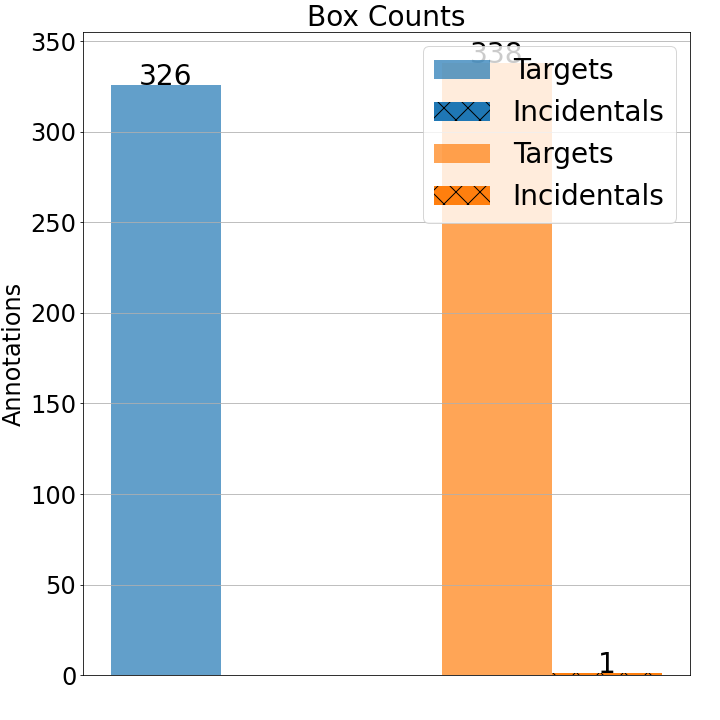 Box Counts
Annotations
350
300
250
200
150
100
50
0
326
338
1
Targets
Incidentals
Targets
Incidentals